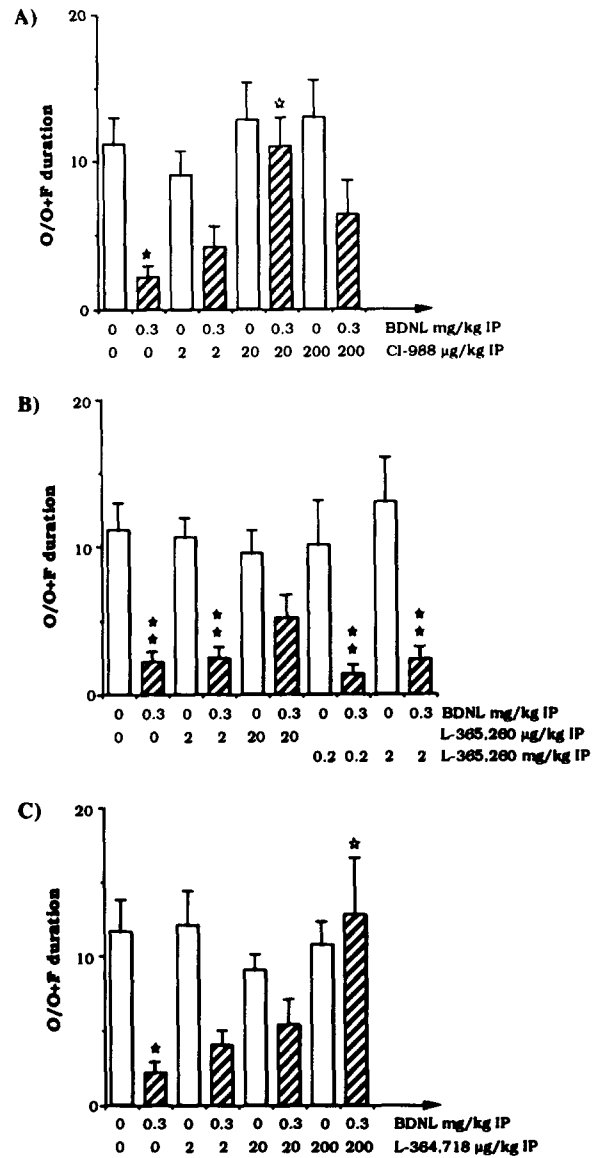 A)
20
10
0
O/O+F duration
0 0.3 0 0.3 0 0.3 0 0.3 BDNL mg/kg IP
0 0 2 2 20 20 200 200 CI-988 µg/kg IP
B)
20
10
0
O/O+F duration
0 0.3 0 0.3 0 0.3 0 0.3 0 0.3 BDNL mg/kg IP
0 0 2 2 20 20 L-365,260 µg/kg IP
0.2 0.2 2 2 L-365,260 mg/kg IP
C)
20
10
0
O/O+F duration
0 0.3 0 0.3 0 0.3 0 0.3 BDNL mg/kg IP
0 0 2 2 20 20 200 200 L-364,718 µg/kg IP